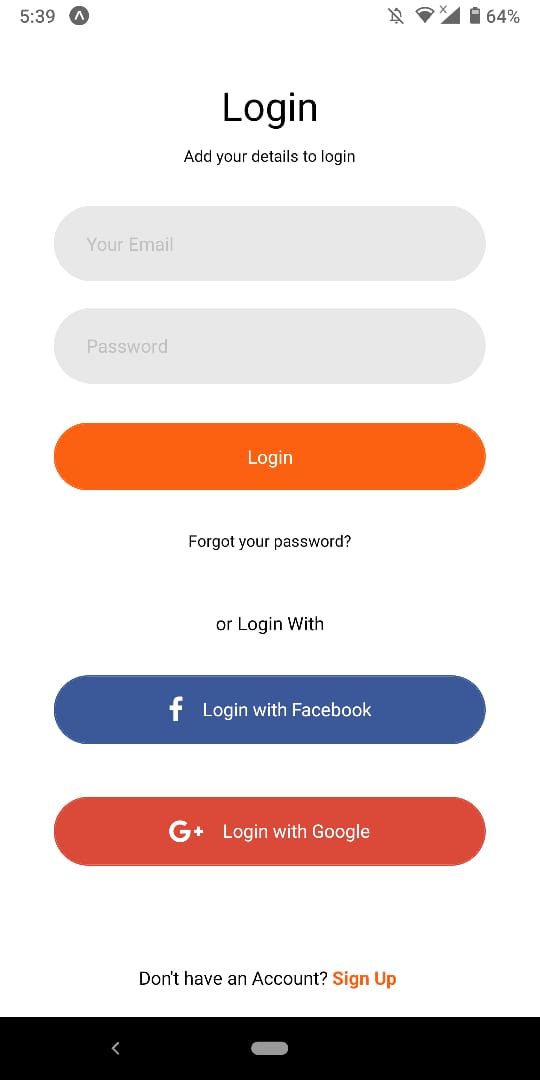 5:39 64%
Login
Add your details to login
Your Email
Password
Login
Forgot your password?
or Login With
Login with Facebook
G+ Login with Google
Don't have an Account? Sign Up